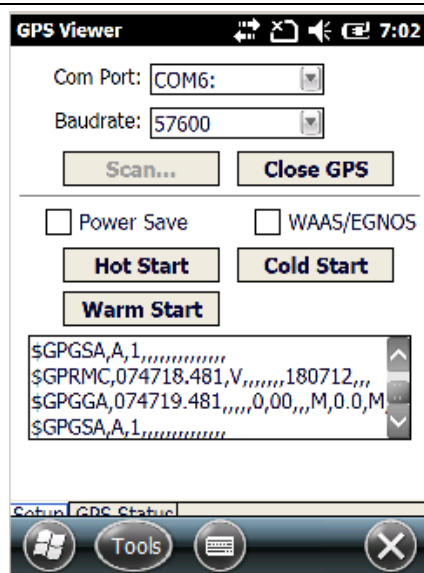 GPS Viewer 7:02
Com Port: COM6:
Baudrate: 57600
Scan... Close GPS
Power Save WAAS/EGNOS
Hot Start Cold Start
Warm Start
$GPGSA,A,1,,,,,,,,,,,,,,
$GPRMC,074718.481,V,,,,,,,180712,,,
$GPGGA,074719.481,,,,,0,00,,,M,0.0,M,
$GPGSA,A,1,,,,,,,,,,,,,,
Setup GPS Status
Tools